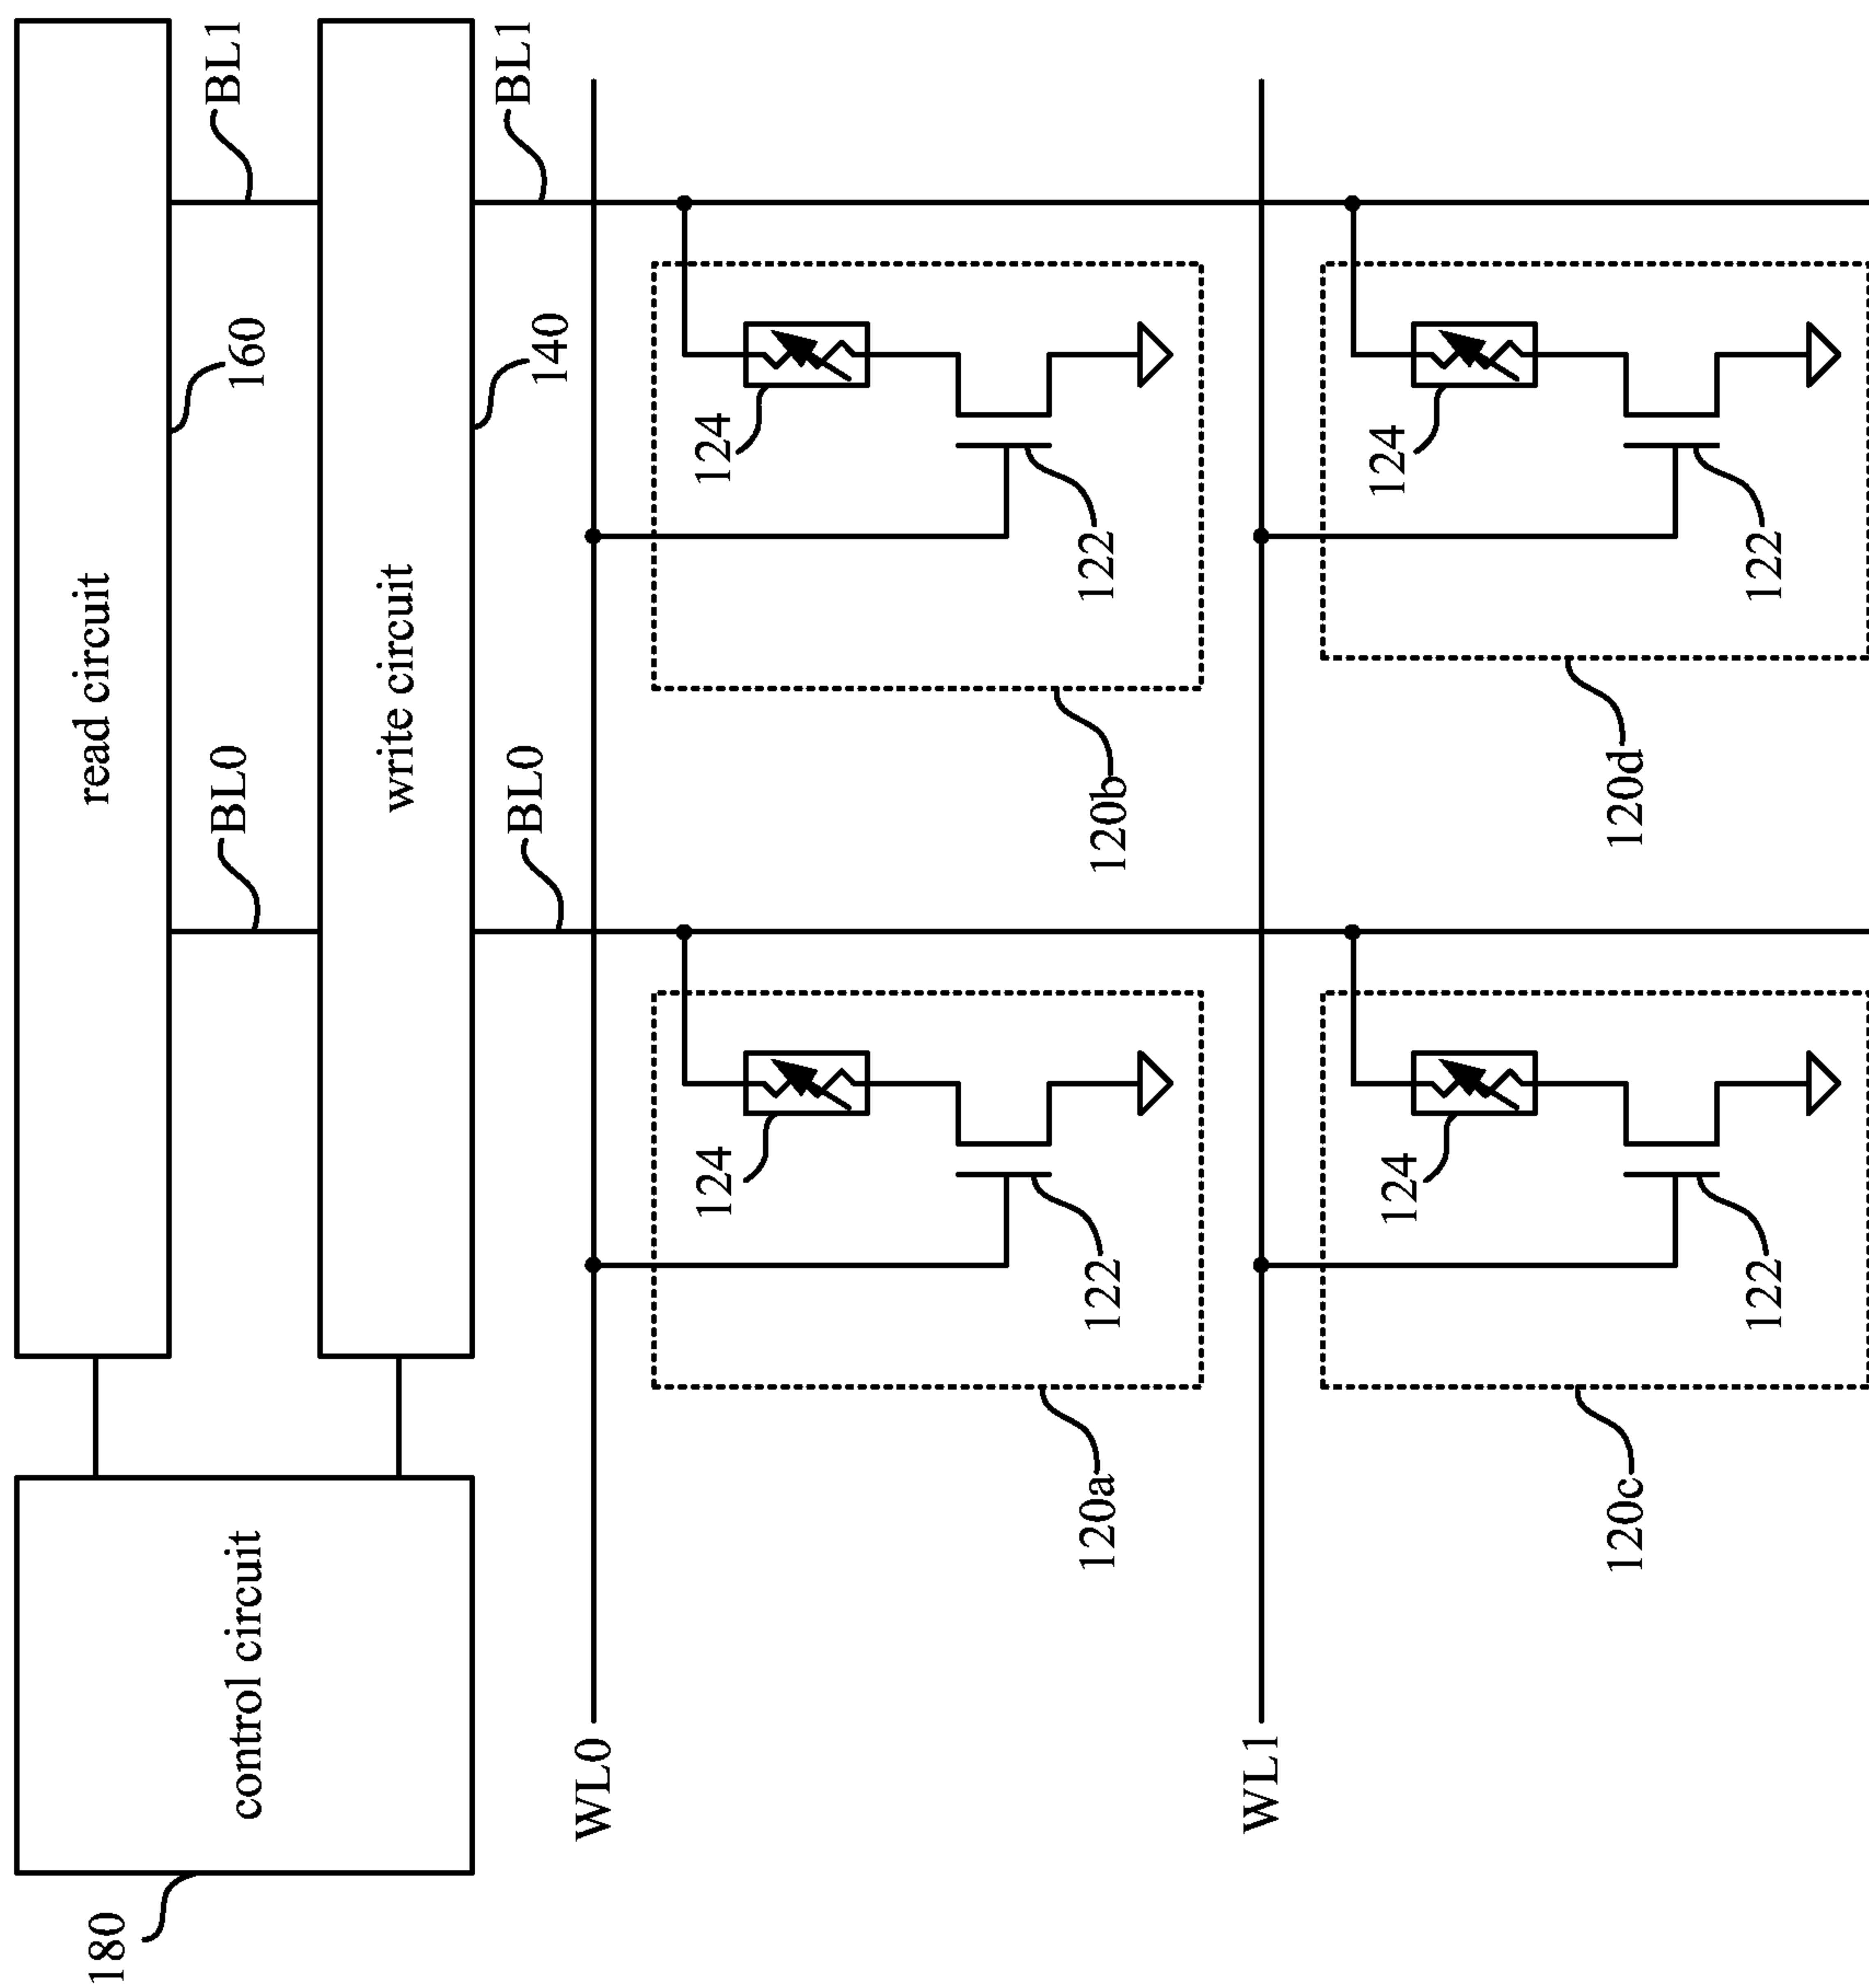 180
read circuit
control circuit
BL0
160
BL1
write circuit
BL0
140
BL1
WL0
124
124
120a
122
120b
122
WL1
124
124
120c
120d
122
122